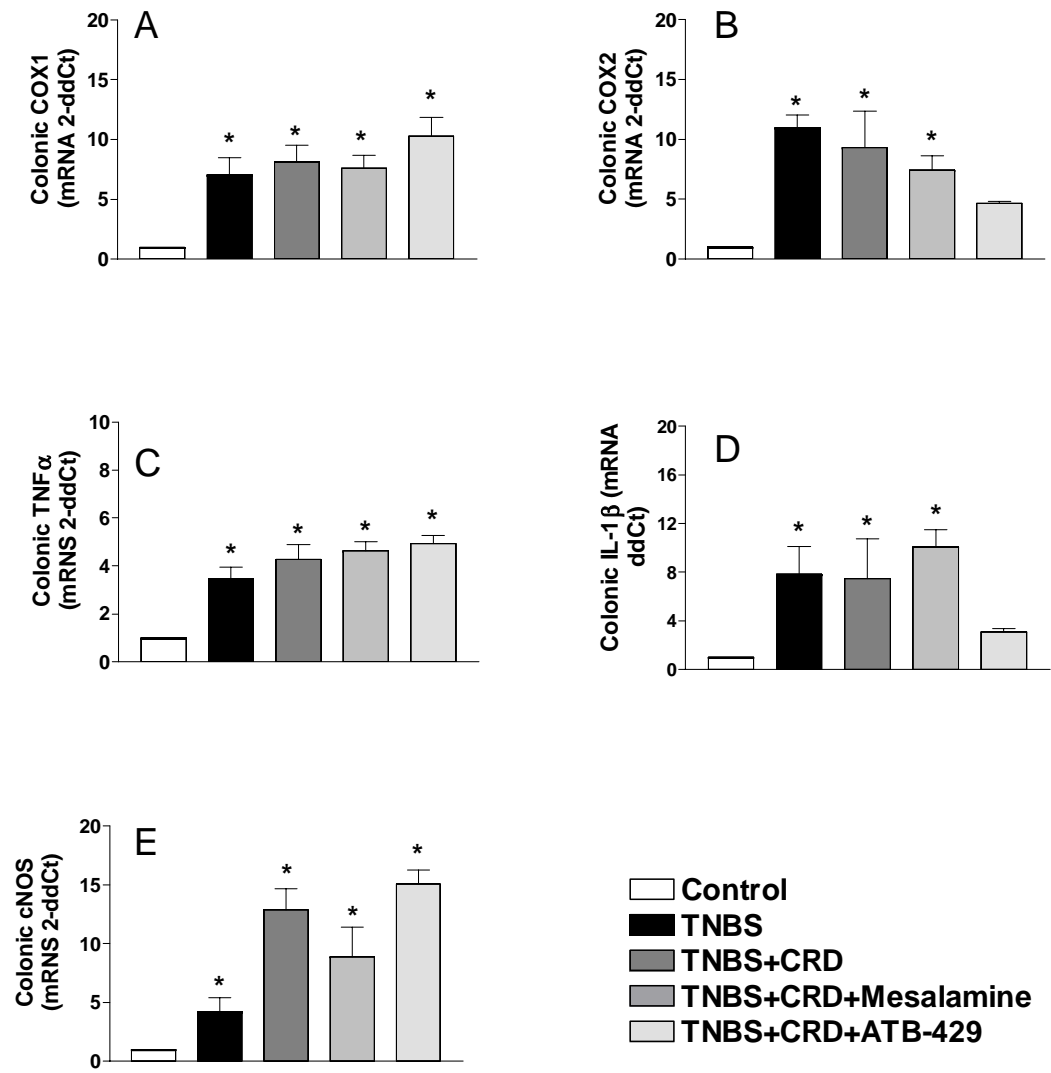 A
Colonic COX1
(mRNA 2-ddCt)
20
15
10
5
0
*
*
*
*
B
Colonic COX2
(mRNA 2-ddCt)
20
15
10
5
0
*
*
*
C
Colonic TNFα
(mRNS 2-ddCt)
10
8
6
4
2
0
*
*
*
*
D
Colonic IL-1β (mRNA
ddCt)
20
16
12
8
4
0
*
*
*
E
Colonic cNOS
(mRNS 2-ddCt)
20
15
10
5
0
*
*
*
*
Control
TNBS
TNBS+CRD
TNBS+CRD+Mesalamine
TNBS+CRD+ATB-429